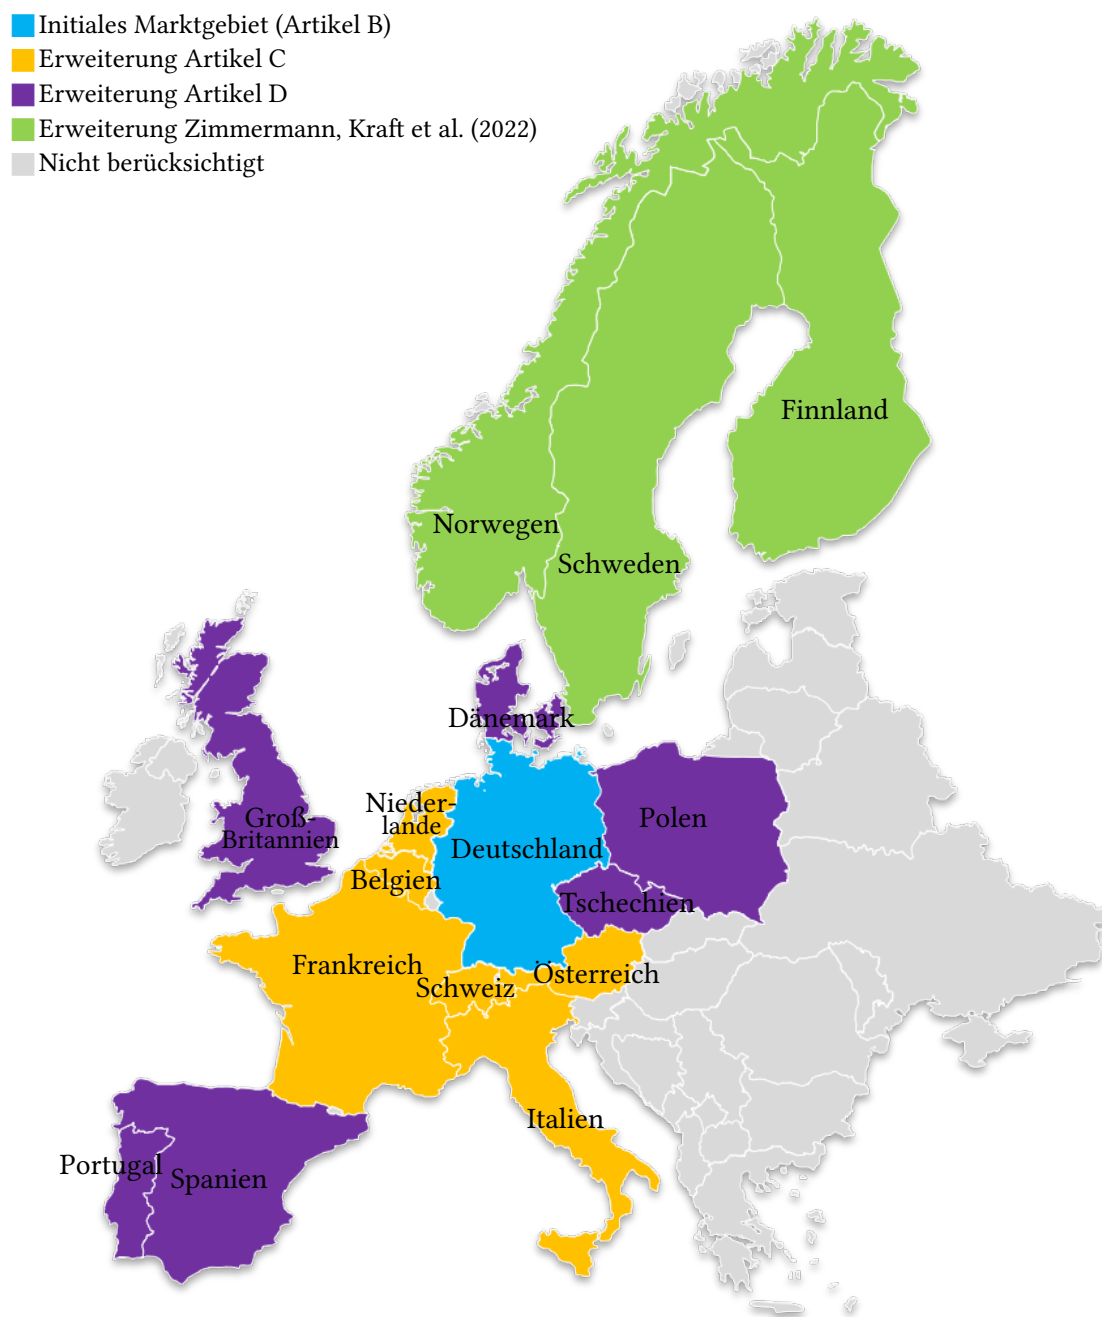 Initiales Marktgebiet (Artikel B)
Erweiterung Artikel C
Erweiterung Artikel D
Erweiterung Zimmermann, Kraft et al. (2022)
Nicht berücksichtigt
Finnland
Norwegen
Schweden
Dänemark
Nieder-
lande
Groß-
Britannien
Polen
Deutschland
Belgien
Tschechien
Frankreich
Österreich
Schweiz
Italien
Portugal
Spanien